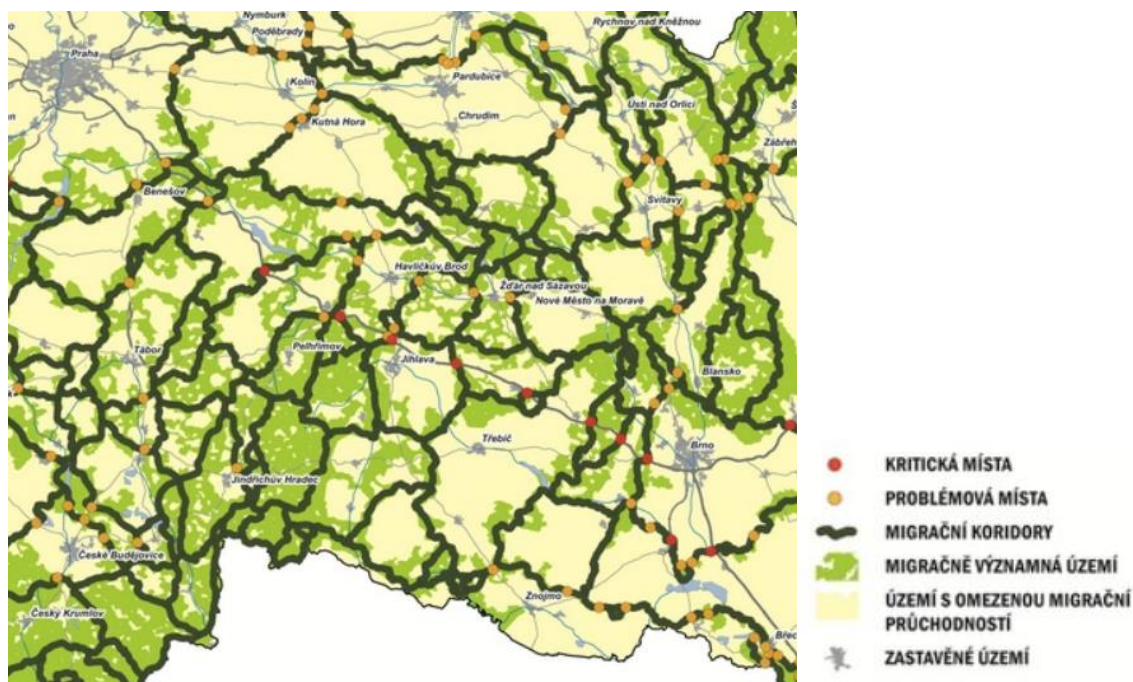 Nymburk
Rychnov nad Kněžnou
Poděbrady
Praha
Kolín
Pardubice
Kutná Hora
Chrudim
Ústí nad Orlicí
Zábřeh
Benešov
Svitavy
Havlíčkův Brod
Žďár nad Sázavou
Nové Město na Moravě
Tábor
Pelhřimov
Jihlava
Blansko
Třebíč
Brno
Jindřichův Hradec
České Budějovice
Znojmo
Český Krumlov
Břec
KRITICKÁ MÍSTA
PROBLÉMOVÁ MÍSTA
MIGRAČNÍ KORIDORY
MIGRAČNĚ VÝZNAMNÁ ÚZEMÍ
ÚZEMÍ S OMEZENOU MIGRAČNÍ
PRŮCHODNOSTÍ
ZASTAVĚNÉ ÚZEMÍ